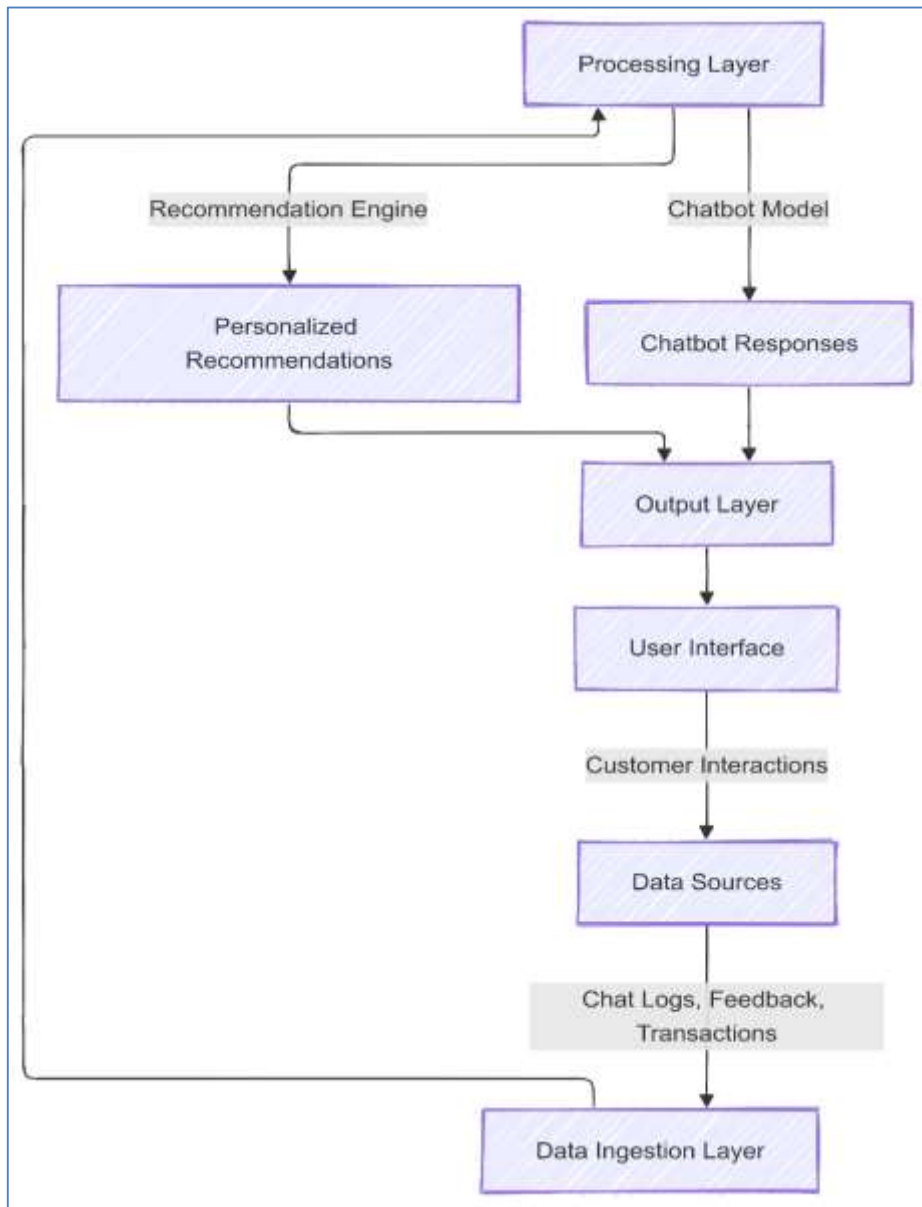 Processing Layer
Recommendation Engine
Chatbot Model
Personalized
Recommendations
Chatbot Responses
Output Layer
User Interface
Customer Interactions
Data Sources
Chat Logs, Feedback,
Transactions
Data Ingestion Layer